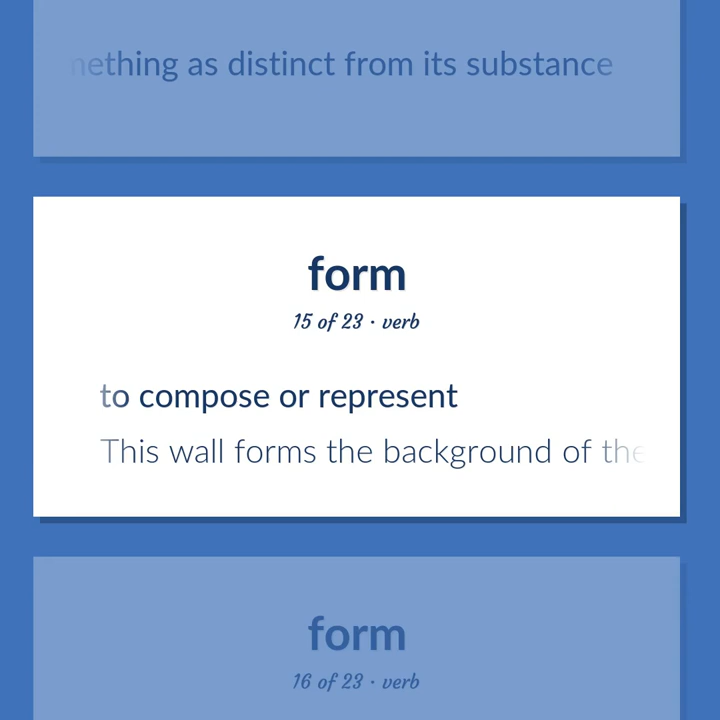 as distinct from its substance
form
15 of 23 · verb
to compose or represent
This wall forms the background of the
form
16 of 23 · verb